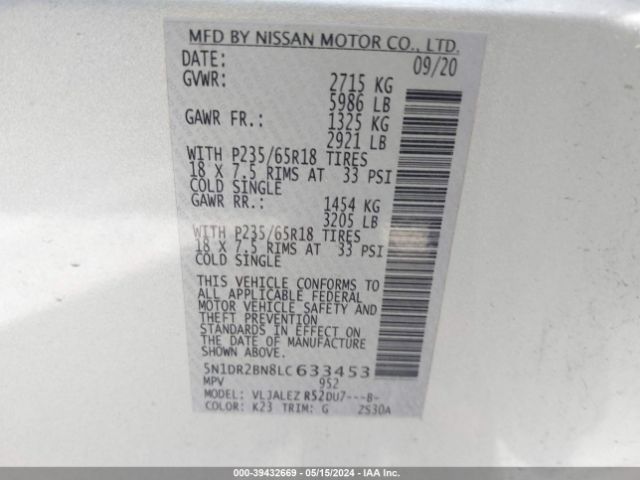 MFD BY NISSAN MOTOR CO., LTD.
DATE: 09/20
GVWR: 2715 KG
5986 LB
GAWR FR.: 1325 KG
2921 LB
WITH P235/65R18 TIRES
18 X 7.5 RIMS AT 33 PSI
COLD SINGLE
GAWR RR.: 1454 KG
3205 LB
WITH P235/65R18 TIRES
18 X 7.5 RIMS AT 33 PSI
COLD SINGLE
THIS VEHICLE CONFORMS TO
ALL APPLICABLE FEDERAL
MOTOR VEHICLE SAFETY AND
THEFT PREVENTION
STANDARDS IN EFFECT ON
THE DATE OF MANUFACTURE
SHOWN ABOVE.
5N1DR2BN8LC633453
MPV 952
MODEL: VLJALEZ R52DU7---B-
COLOR: K23 TRIM: G ZS30A
000-39432669 - 05/15/2024 - IAA Inc.